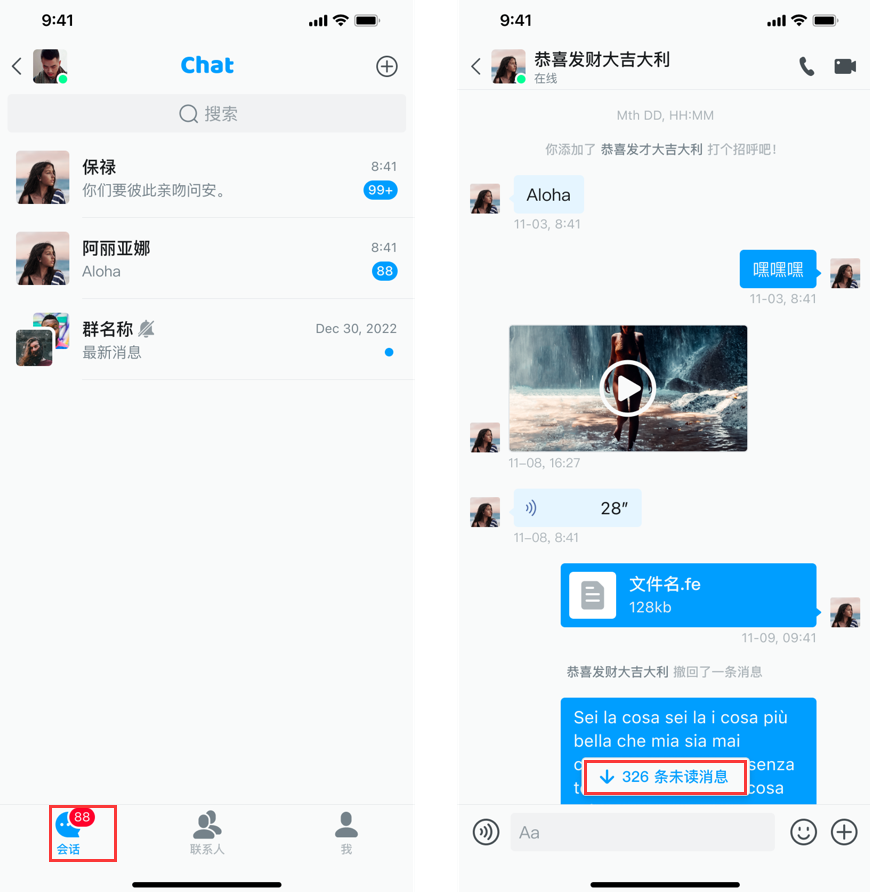 9:41
Chat
搜索
保禄
8:41
你们要彼此亲吻问安。
99+
阿丽亚娜
8:41
Aloha
88
群名称
Dec 30, 2022
最新消息
88
会话
联系人
我
9:41
恭喜发财大吉大利
在线
Mth DD, HH:MM
你添加了 恭喜发才大吉大利 打个招呼吧!
Aloha
11-03, 8:41
嘿嘿嘿
11-03, 8:41
11–08, 16:27
28″
11–08, 8:41
文件名.fe
128kb
11-09, 09:41
恭喜发财大吉大利 撤回了一条消息
Sei la cosa sei la i cosa più
bella che mia sia mai
senza
cosa
326 条未读消息
Aa